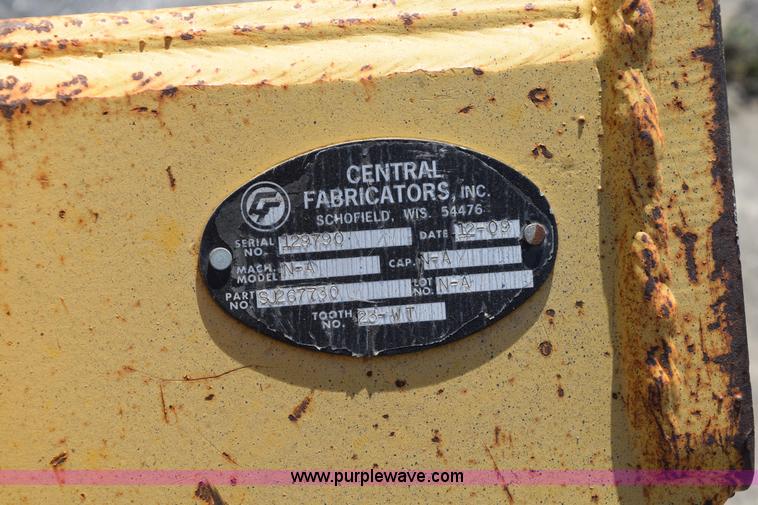 CF
CENTRAL
FABRICATORS, INC.
SCHOFIELD, WIS. 54476
SERIAL NO. 129790 DATE 12-09
MACH. MODEL N-A CAP. N-A
PART NO. SJ267730 LOT NO. N-A
TOOTH NO. 23-WT
www.purplewave.com